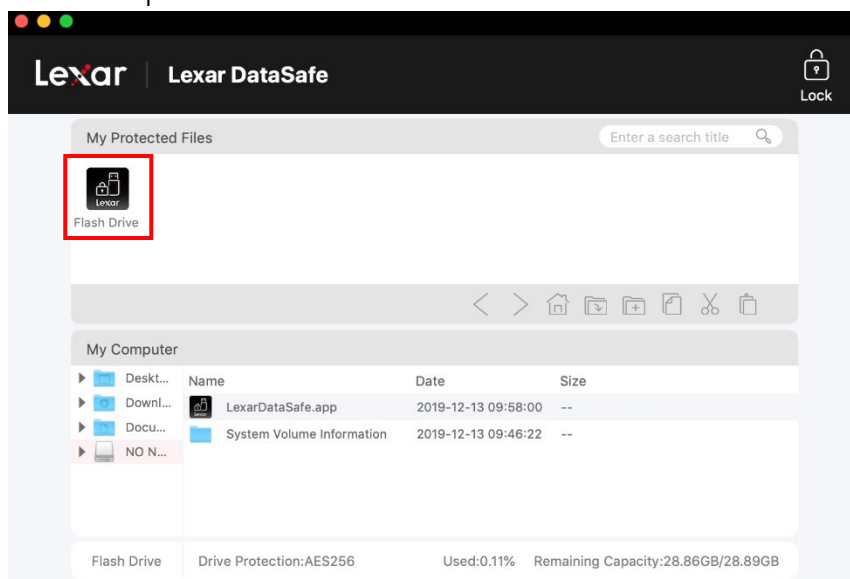 Lexar | Lexar DataSafe
Lock
My Protected Files
Enter a search title
Lexar
Flash Drive
My Computer
Deskt...
Downl...
Docu...
NO N...
Name Date Size
Lexar
LexarDataSafe.app 2019-12-13 09:58:00 --
System Volume Information 2019-12-13 09:46:22 --
Flash Drive Drive Protection:AES256 Used:0.11% Remaining Capacity:28.86GB/28.89GB